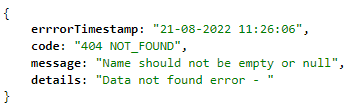 {
errrorTimestamp: "21-08-2022 11:26:06",
code: "404 NOT_FOUND",
message: "Name should not be empty or null",
details: "Data not found error - "
}